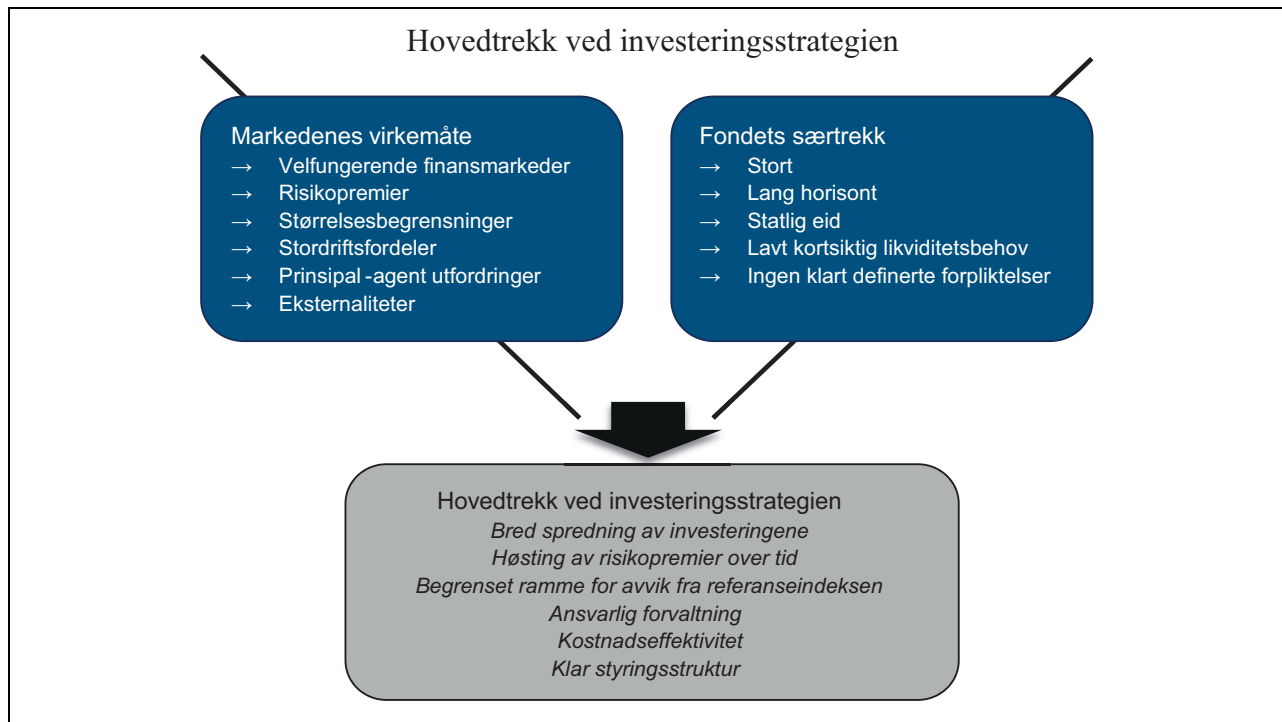 Hovedtrekk ved investeringsstrategien
Markedenes virkemåte
→ Velfungerende finansmarkeder
→ Risikopremier
→ Størrelsesbegrensninger
→ Stordriftsfordeler
→ Prinsipal -agent utfordringer
→ Eksternaliteter
Fondets særtrekk
→ Stort
→ Lang horisont
→ Statlig eid
→ Lavt kortsiktig likviditetsbehov
→ Ingen klart definerte forpliktelser
Hovedtrekk ved investeringsstrategien
Bred spredning av investeringene
Høsting av risikopremier over tid
Begrenset ramme for avvik fra referanseindeksen
Ansvarlig forvaltning
Kostnadseffektivitet
Klar styringsstruktur